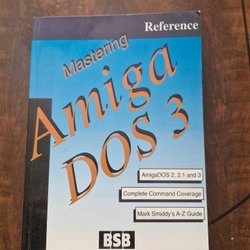 Reference
Mastering
Amiga
DOS 3
AmigaDOS 2, 2.1 and 3
Complete Command Coverage
Mark Smiddy's A-Z Guide
BSB